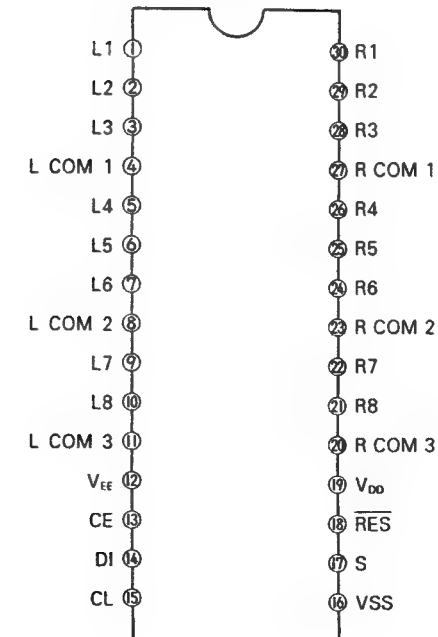 L1 ① ㉚ R1
L2 ② ㉙ R2
L3 ③ ㉘ R3
L COM 1 ④ ㉗ R COM 1
L4 ⑤ ㉖ R4
L5 ⑥ ㉕ R5
L6 ⑦ ㉔ R6
L COM 2 ⑧ ㉓ R COM 2
L7 ⑨ ㉒ R7
L8 ⑩ ㉑ R8
L COM 3 ⑪ ⑳ R COM 3
VEE ⑫ ⑲ VDD
CE ⑬ ⑱ R̅E̅S̅
DI ⑭ ⑰ S
CL ⑮ ⑯ VSS